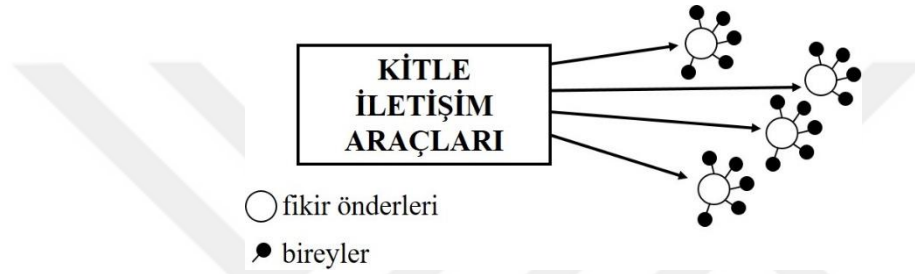 KİTLE
İLETİŞİM
ARAÇLARI
fikir önderleri
bireyler